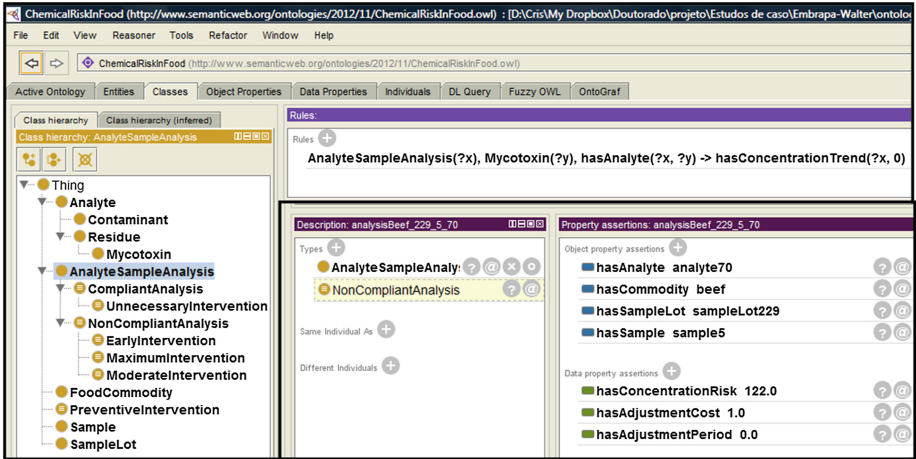 ChemicalRiskInFood (http://www.semanticweb.org/ontologies/2012/11/ChemicalRiskInFood.owl) : [D:\Cris\My Dropbox\Doutorado\projeto\Estudos de caso\Embrapa-Walter\ontolo
File Edit View Reasoner Tools Refactor Window Help
ChemicalRiskInFood (http://www.semanticweb.org/ontologies/2012/11/ChemicalRiskInFood.owl)
Active Ontology Entities Classes Object Properties Data Properties Individuals DL Query Fuzzy OWL OntoGraf
Class hierarchy Class hierarchy (inferred)
Class hierarchy: AnalyteSampleAnalysis
Thing
Analyte
Contaminant
Residue
Mycotoxin
AnalyteSampleAnalysis
CompliantAnalysis
UnnecessaryIntervention
NonCompliantAnalysis
EarlyIntervention
MaximumIntervention
ModerateIntervention
FoodCommodity
PreventiveIntervention
Sample
SampleLot
Rules:
Rules
AnalyteSampleAnalysis(?x), Mycotoxin(?y), hasAnalyte(?x, ?y) -> hasConcentrationTrend(?x, 0)
Description: analysisBeef_229_5_70
Types
AnalyteSampleAnaly
NonCompliantAnalysis
Same Individual As
Different Individuals
Property assertions: analysisBeef_229_5_70
Object property assertions
hasAnalyte analyte70
hasCommodity beef
hasSampleLot sampleLot229
hasSample sample5
Data property assertions
hasConcentrationRisk 122.0
hasAdjustmentCost 1.0
hasAdjustmentPeriod 0.0